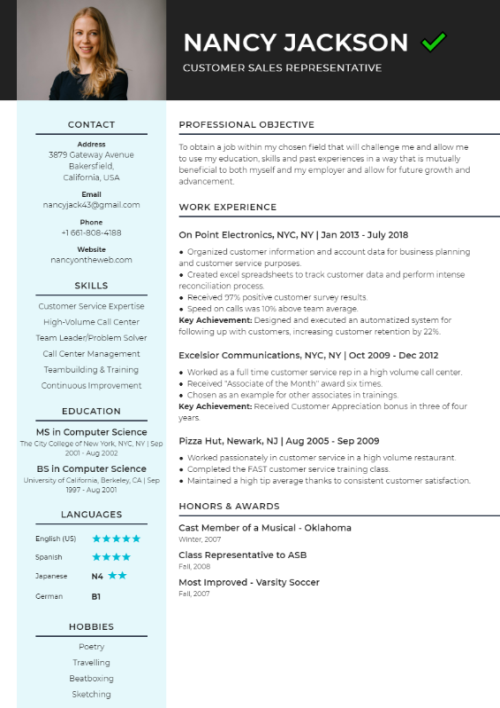 NANCY JACKSON
CUSTOMER SALES REPRESENTATIVE
CONTACT
Address
3879 Gateway Avenue
Bakersfield,
California, USA
Email
nancyjack43@gmail.com
Phone
+1 661-808-4188
Website
nancyontheweb.com
SKILLS
Customer Service Expertise
High-Volume Call Center
Team Leader/Problem Solver
Call Center Management
Teambuilding & Training
Continuous Improvement
EDUCATION
MS in Computer Science
The City College of New York, NYC, NY | Sep
2001 - Aug 2002
BS in Computer Science
University of California, Berkeley, CA | Sep
1997 - Aug 2001
LANGUAGES
English (US)
Spanish
Japanese N4
German B1
HOBBIES
Poetry
Travelling
Beatboxing
Sketching
PROFESSIONAL OBJECTIVE
To obtain a job within my chosen field that will challenge me and allow me
to use my education, skills and past experiences in a way that is mutually
beneficial to both myself and my employer and allow for future growth and
advancement.
WORK EXPERIENCE
On Point Electronics, NYC, NY | Jan 2013 - July 2018
● Organized customer information and account data for business planning
and customer service purposes.
● Created excel spreadsheets to track customer data and perform intense
reconciliation process.
● Received 97% positive customer survey results.
● Speed on calls was 10% above team average.
Key Achievement: Designed and executed an automatized system for
following up with customers, increasing customer retention by 22%.
Excelsior Communications, NYC, NY | Oct 2009 - Dec 2012
● Worked as a full time customer service rep in a high volume call center.
● Received "Associate of the Month" award six times.
● Chosen as an example for other associates in trainings.
Key Achievement: Received Customer Appreciation bonus in three of four
years.
Pizza Hut, Newark, NJ | Aug 2005 - Sep 2009
● Worked passionately in customer service in a high volume restaurant.
● Completed the FAST customer service training class.
● Maintained a high tip average thanks to consistent customer satisfaction.
HONORS & AWARDS
Cast Member of a Musical - Oklahoma
Winter, 2007
Class Representative to ASB
Fall, 2008
Most Improved - Varsity Soccer
Fall, 2007